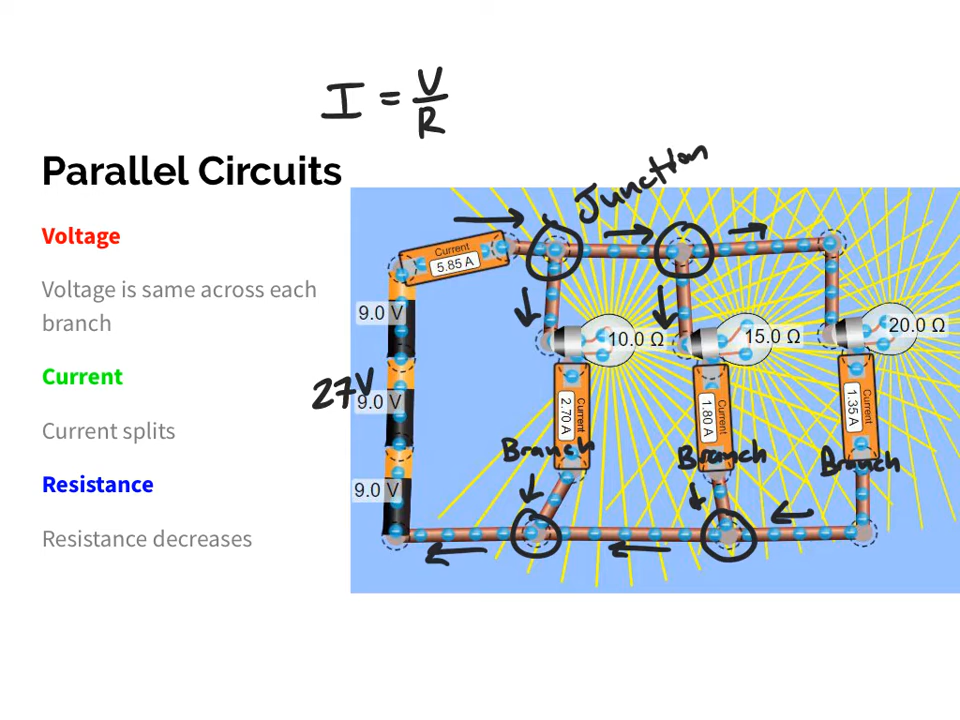 I = V/R
Parallel Circuits
Junction
Voltage
Voltage is same across each
branch
Current
Current splits
Resistance
Resistance decreases
Current
5.85 A
9.0 V
27V
9.0 V
9.0 V
10.0 Ω
15.0 Ω
20.0 Ω
Current
2.70 A
Current
1.80 A
Current
1.35 A
Branch
Branch
Branch